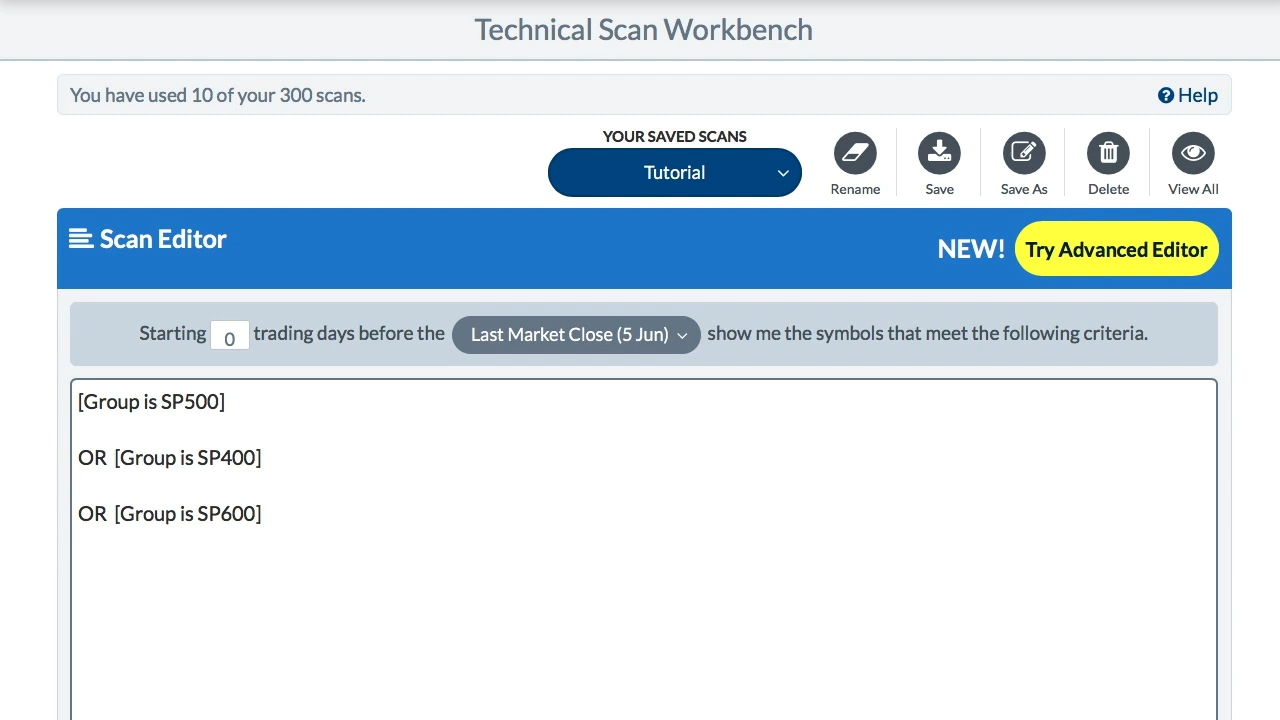 Technical Scan Workbench
You have used 10 of your 300 scans.
Help
YOUR SAVED SCANS
Tutorial
Rename
Save
Save As
Delete
View All
Scan Editor
NEW!
Try Advanced Editor
Starting 0 trading days before the Last Market Close (5 Jun) show me the symbols that meet the following criteria.
[Group is SP500]
OR [Group is SP400]
OR [Group is SP600]